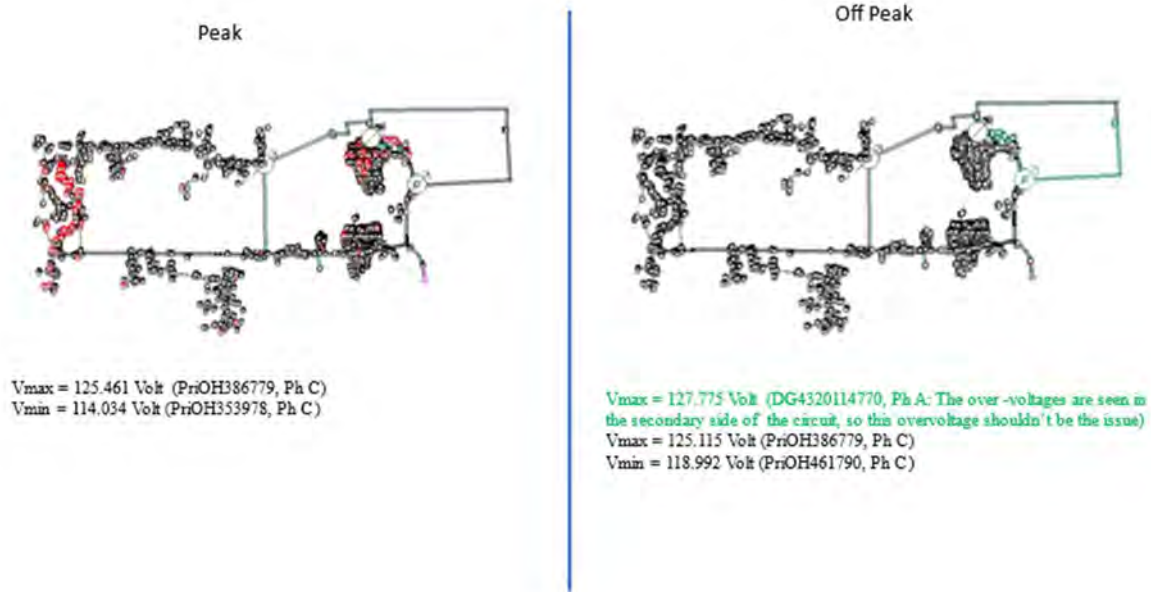 Peak
Off Peak
Vmax = 125.461 Volt (PriOH386779, Ph C)
Vmin = 114.034 Volt (PriOH353978, Ph C)
Vmax = 127.775 Volt (DG4320114770, Ph A: The over -voltages are seen in
the secondary side of the circuit, so this overvoltage shouldn't be the issue)
Vmax = 125.115 Volt (PriOH386779, Ph C)
Vmin = 118.992 Volt (PriOH461790, Ph C)